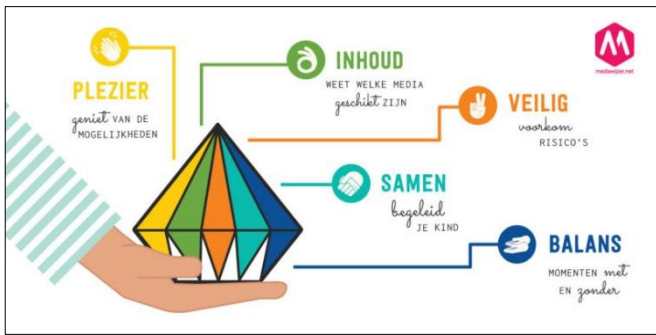 PLEZIER
geniet VAN DE
MOGELIJKHEDEN
INHOUD
WEET WELKE MEDIA
geschikt ZIJN
VEILIG
voorkom
RISICO'S
SAMEN
begeleid
JE KIND
BALANS
MOMENTEN met
EN zonder
M
mediawijzer.net